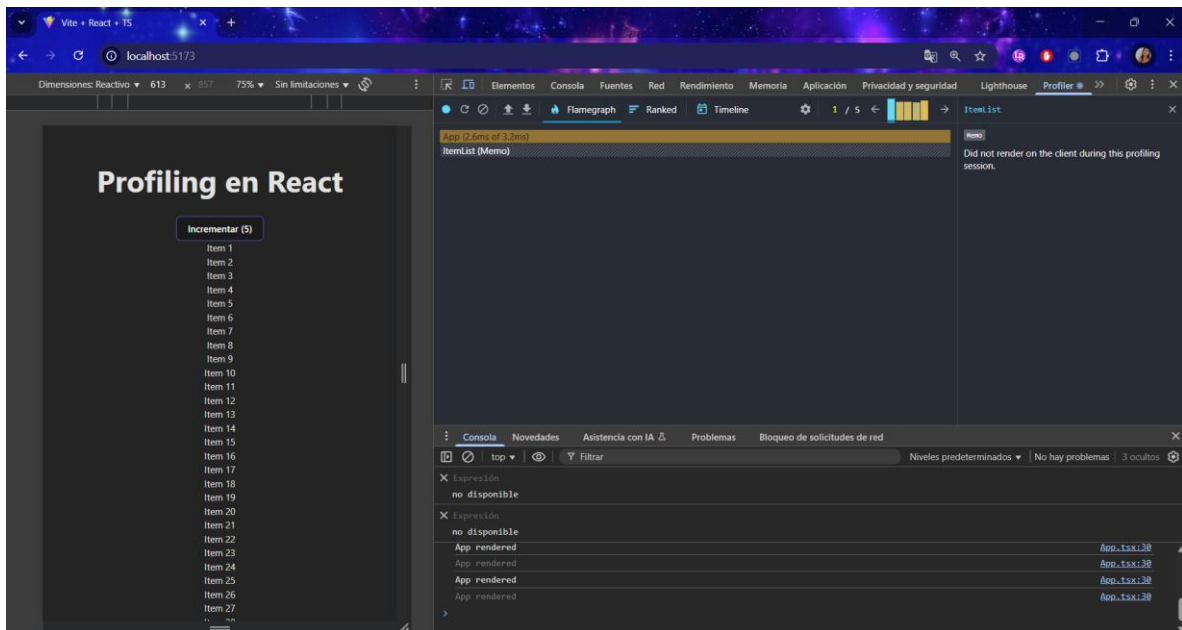 Vite + React + TS
localhost:5173
Dimensiones: Reactivo 613 x 857 75% Sin limitaciones
Elementos Consola Fuentes Red Rendimiento Memoria Aplicación Privacidad y seguridad Lighthouse Profiler
Flamegraph Ranked Timeline 1 / 5 ItemList
App (2.6ms of 3.2ms)
ItemList (Memo)
Memo
Did not render on the client during this profiling
session.
Profiling en React
Incrementar (5)
Item 1
Item 2
Item 3
Item 4
Item 5
Item 6
Item 7
Item 8
Item 9
Item 10
Item 11
Item 12
Item 13
Item 14
Item 15
Item 16
Item 17
Item 18
Item 19
Item 20
Item 21
Item 22
Item 23
Item 24
Item 25
Item 26
Item 27
Consola Novedades Asistencia con IA Problemas Bloqueo de solicitudes de red
top Filtrar Niveles predeterminados No hay problemas 3 ocultos
Expresión
no disponible
Expresión
no disponible
App rendered App.tsx:30
App rendered App.tsx:30
App rendered App.tsx:30
App rendered App.tsx:30